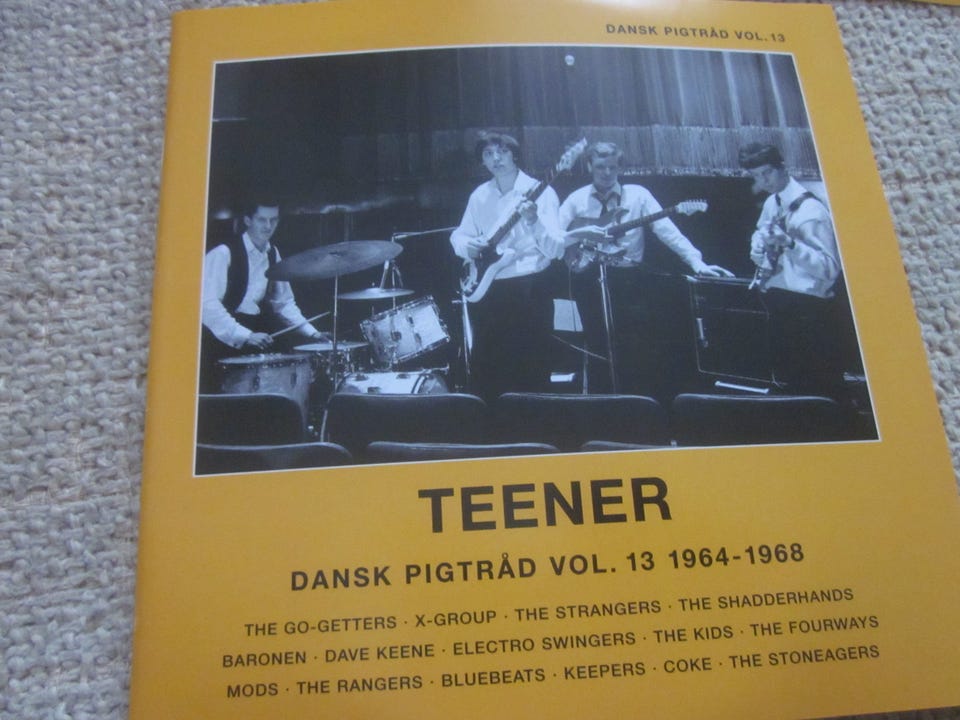 DANSK PIGTRÅD VOL. 13
TEENER
DANSK PIGTRÅD VOL. 13 1964-1968
THE GO-GETTERS · X-GROUP · THE STRANGERS · THE SHADDERHANDS
BARONEN · DAVE KEENE · ELECTRO SWINGERS · THE KIDS · THE FOURWAYS
MODS · THE RANGERS · BLUEBEATS · KEEPERS · COKE · THE STONEAGERS